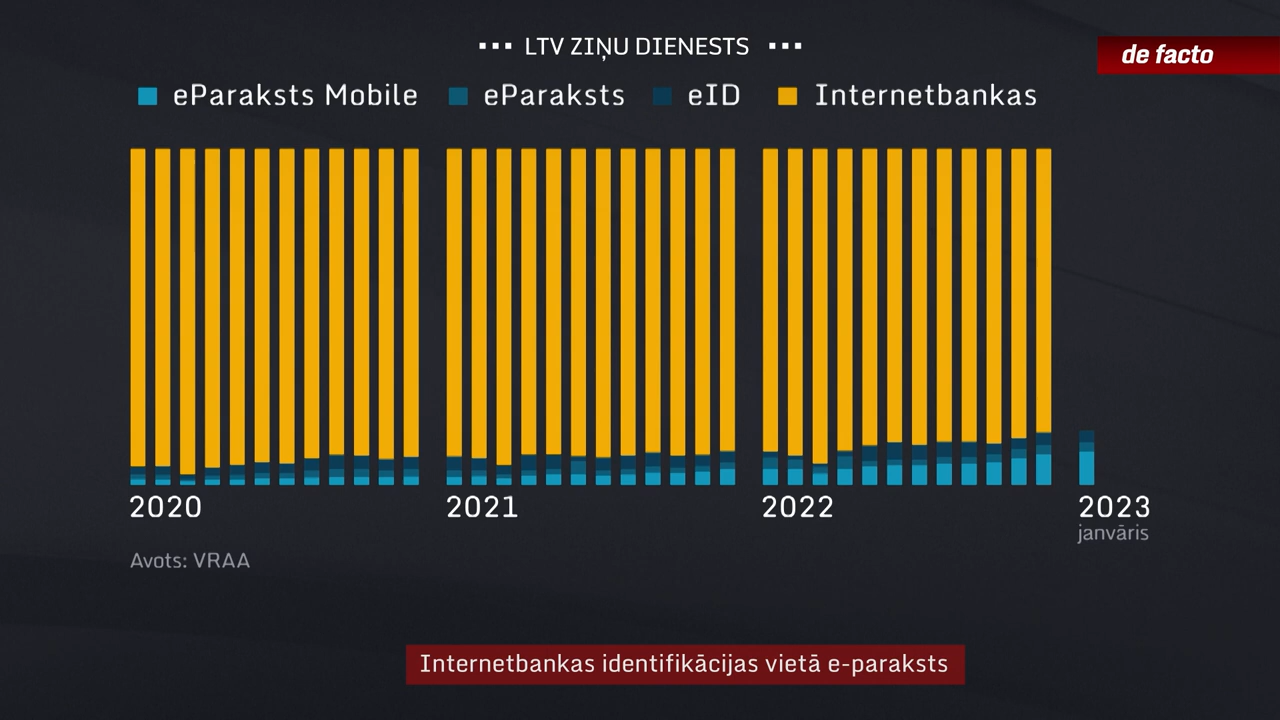 LTV ZIŅU DIENESTS
de facto
eParaksts Mobile eParaksts eID Internetbankas
2020 2021 2022 2023
janvāris
Avots: VRAA
Internetbankas identifikācijas vietā e-paraksts